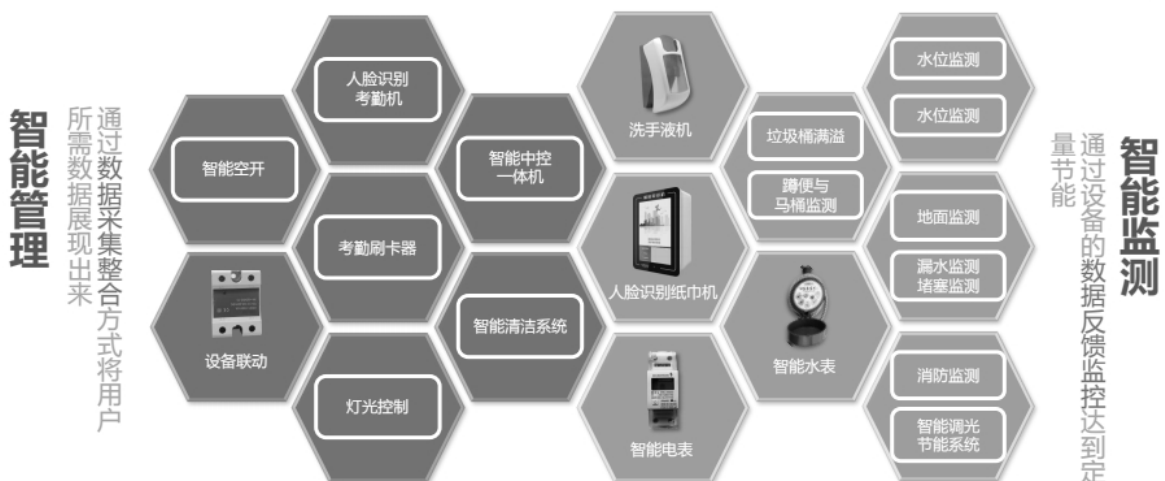 智能管理
通过数据采集整合方式将用户
所需数据展现出来
智能空开
设备联动
人脸识别
考勤机
考勤刷卡器
灯光控制
智能中控
一体机
智能清洁系统
洗手液机
人脸识别纸巾机
智能电表
垃圾桶满溢
蹲便与
马桶监测
智能水表
水位监测
水位监测
地面监测
漏水监测
堵塞监测
消防监测
智能调光
节能系统
智能监测
通过设备的数据反馈监控达到定
量节能